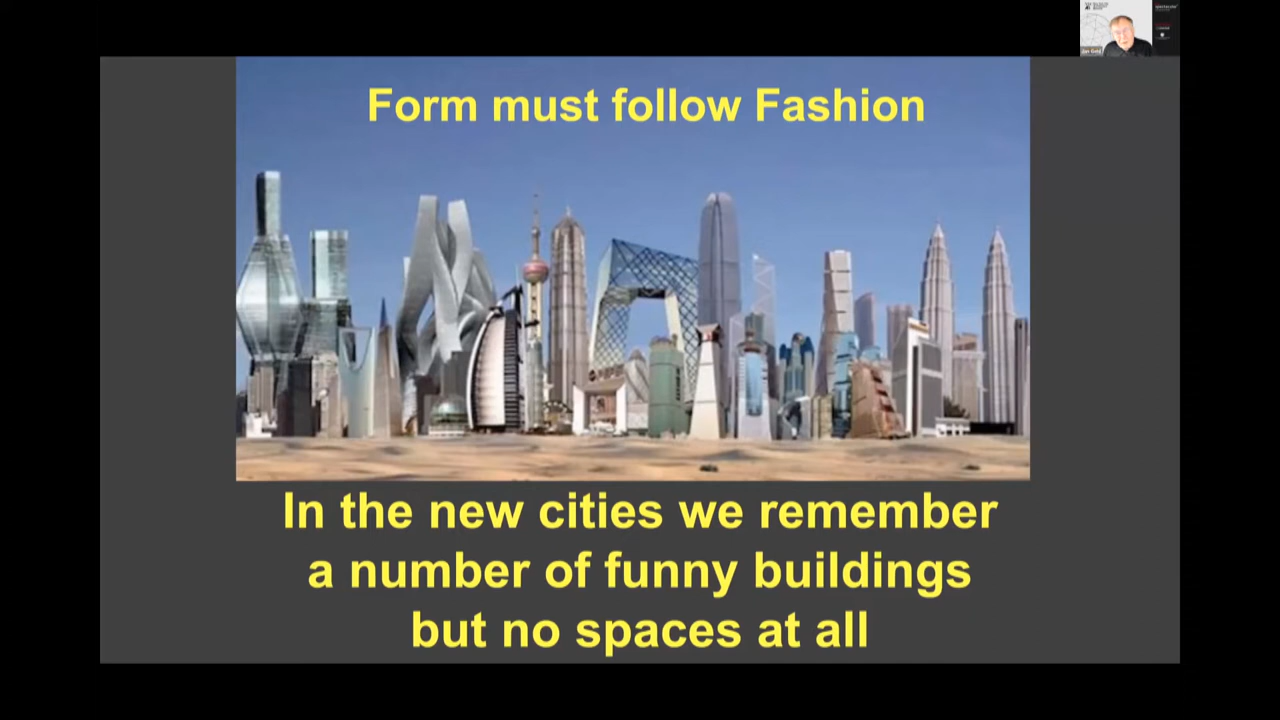 Form must follow Fashion
In the new cities we remember
a number of funny buildings
but no spaces at all